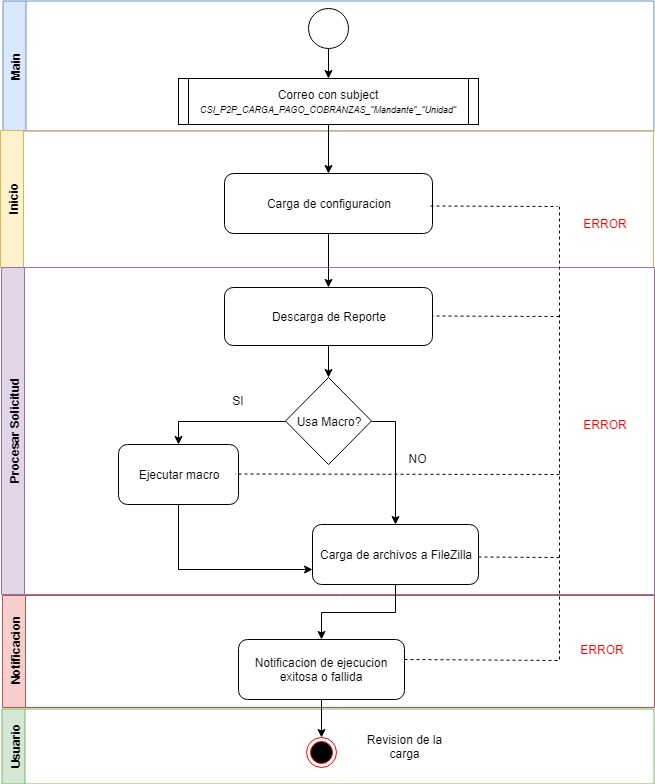 Main
Correo con subject
CSI_P2P_CARGA_PAGO_COBRANZAS_"Mandante"_"Unidad"
Inicio
Carga de configuracion
ERROR
Procesar Solicitud
Descarga de Reporte
SI
Usa Macro?
ERROR
NO
Ejecutar macro
Carga de archivos a FileZilla
Notificacion
Notificacion de ejecucion
exitosa o fallida
ERROR
Usuario
Revision de la
carga